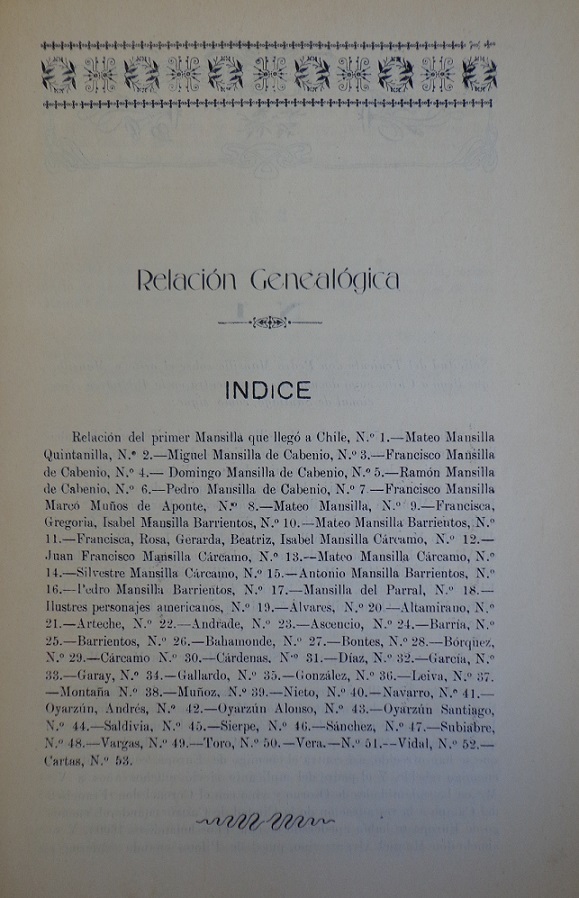 Relación Genealógica
INDICE
Relación del primer Mansilla que llegó a Chile, N.º 1.—Mateo Mansilla
Quintanilla, N.º 2.—Miguel Mansilla de Cabenio, N.º 3.—Francisco Mansilla
de Cabenio, N.º 4.— Domingo Mansilla de Cabenio, N.º 5.—Ramón Mansilla
de Cabenio, N.º 6.—Pedro Mansilla de Cabenio, N.º 7.—Francisco Mansilla
Marcó Muños de Aponte, N.º 8.—Mateo Mansilla, N.º 9.—Francisca,
Gregoria, Isabel Mansilla Barrientos, N.º 10.—Mateo Mansilla Barrientos, N.º
11.—Francisca, Rosa, Gerarda, Beatriz, Isabel Mansilla Cárcamo, N.º 12.—
Juan Francisco Mansilla Cárcamo, N.º 13.—Mateo Mansilla Cárcamo, N.º
14.—Silvestre Mansilla Cárcamo, N.º 15.—Antonio Mansilla Barrientos, N.º
16.—Pedro Mansilla Barrientos, N.º 17.—Mansilla del Parral, N.º 18.—
Ilustres personajes americanos, N.º 19.—Alvares, N.º 20.—Altamirano, N.º
21.—Arteche, N.º 22.—Andrade, N.º 23.—Ascencio, N.º 24.—Barría, N.º
25.—Barrientos, N.º 26.—Bahamonde, N.º 27.—Bontes, N.º 28.—Bórquez,
N.º 29.—Cárcamo N.º 30.—Cárdenas, N.º 31.—Díaz, N.º 32.—García, N.º
33.—Garay, N.º 34.—Gallardo, N.º 35.—González, N.º 36.—Leiva, N.º 37.
—Montaña N.º 38.—Muñoz, N.º 39.—Nieto, N.º 40.—Navarro, N.º 41.—
Oyarzún, Andrés, N.º 42.—Oyarzún Alonso, N.º 43.—Oyarzún Santiago,
N.º 44.—Saldivia, N.º 45.—Sierpe, N.º 46.—Sánchez, N.º 47.—Subiabre,
N.º 48.—Vargas, N.º 49.—Toro, N.º 50.—Vera.—N.º 51.—Vidal, N.º 52.—
Cartas, N.º 53.